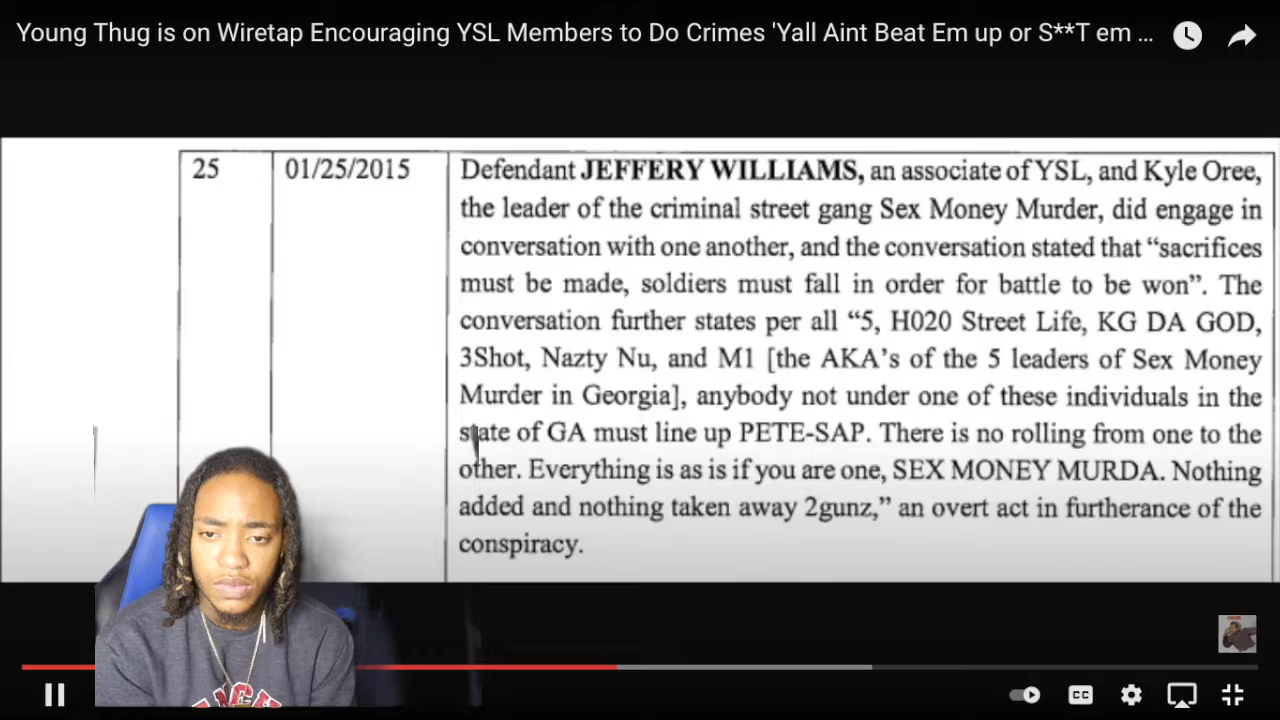 Young Thug is on Wiretap Encouraging YSL Members to Do Crimes 'Yall Aint Beat Em up or S**T em ...
25 01/25/2015 Defendant JEFFERY WILLIAMS, an associate of YSL, and Kyle Oree,
the leader of the criminal street gang Sex Money Murder, did engage in
conversation with one another, and the conversation stated that “sacrifices
must be made, soldiers must fall in order for battle to be won”. The
conversation further states per all “5, H020 Street Life, KG DA GOD,
3Shot, Nazty Nu, and M1 [the AKA’s of the 5 leaders of Sex Money
Murder in Georgia], anybody not under one of these individuals in the
state of GA must line up PETE-SAP. There is no rolling from one to the
other. Everything is as is if you are one, SEX MONEY MURDA. Nothing
added and nothing taken away 2gunz,” an overt act in furtherance of the
conspiracy.
CC